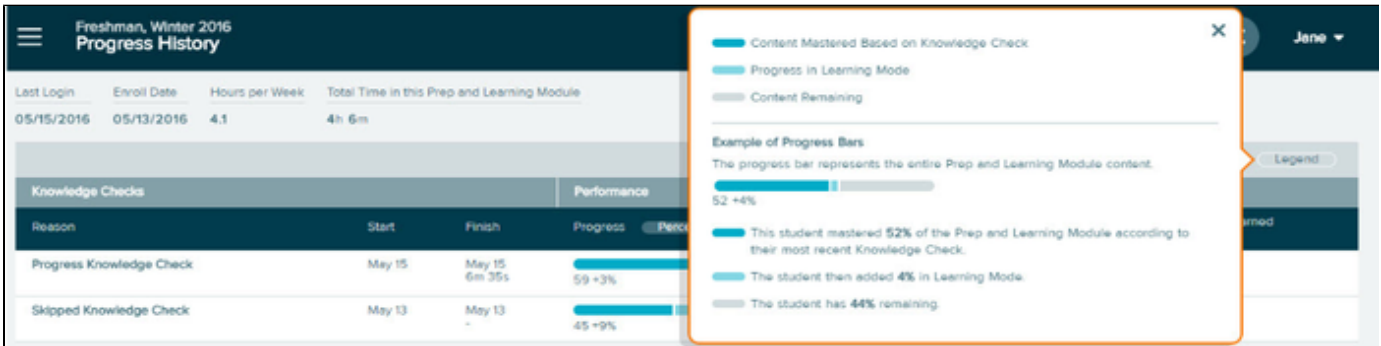 Freshman, Winter 2016
Progress History
Jane
Last Login
Enroll Date
Hours per Week
Total Time in this Prep and Learning Module
05/15/2016
05/13/2016
4.1
4h 6m
Legend
Knowledge Checks
Performance
Reason
Start
Finish
Progress
Progress Knowledge Check
May 15
May 15
6m 35s
59 +3%
Skipped Knowledge Check
May 13
May 13
-
45 +9%
Content Mastered Based on Knowledge Check
Progress in Learning Mode
Content Remaining
Example of Progress Bars
The progress bar represents the entire Prep and Learning Module content.
52 +4%
This student mastered 52% of the Prep and Learning Module according to
their most recent Knowledge Check.
The student then added 4% in Learning Mode.
The student has 44% remaining.